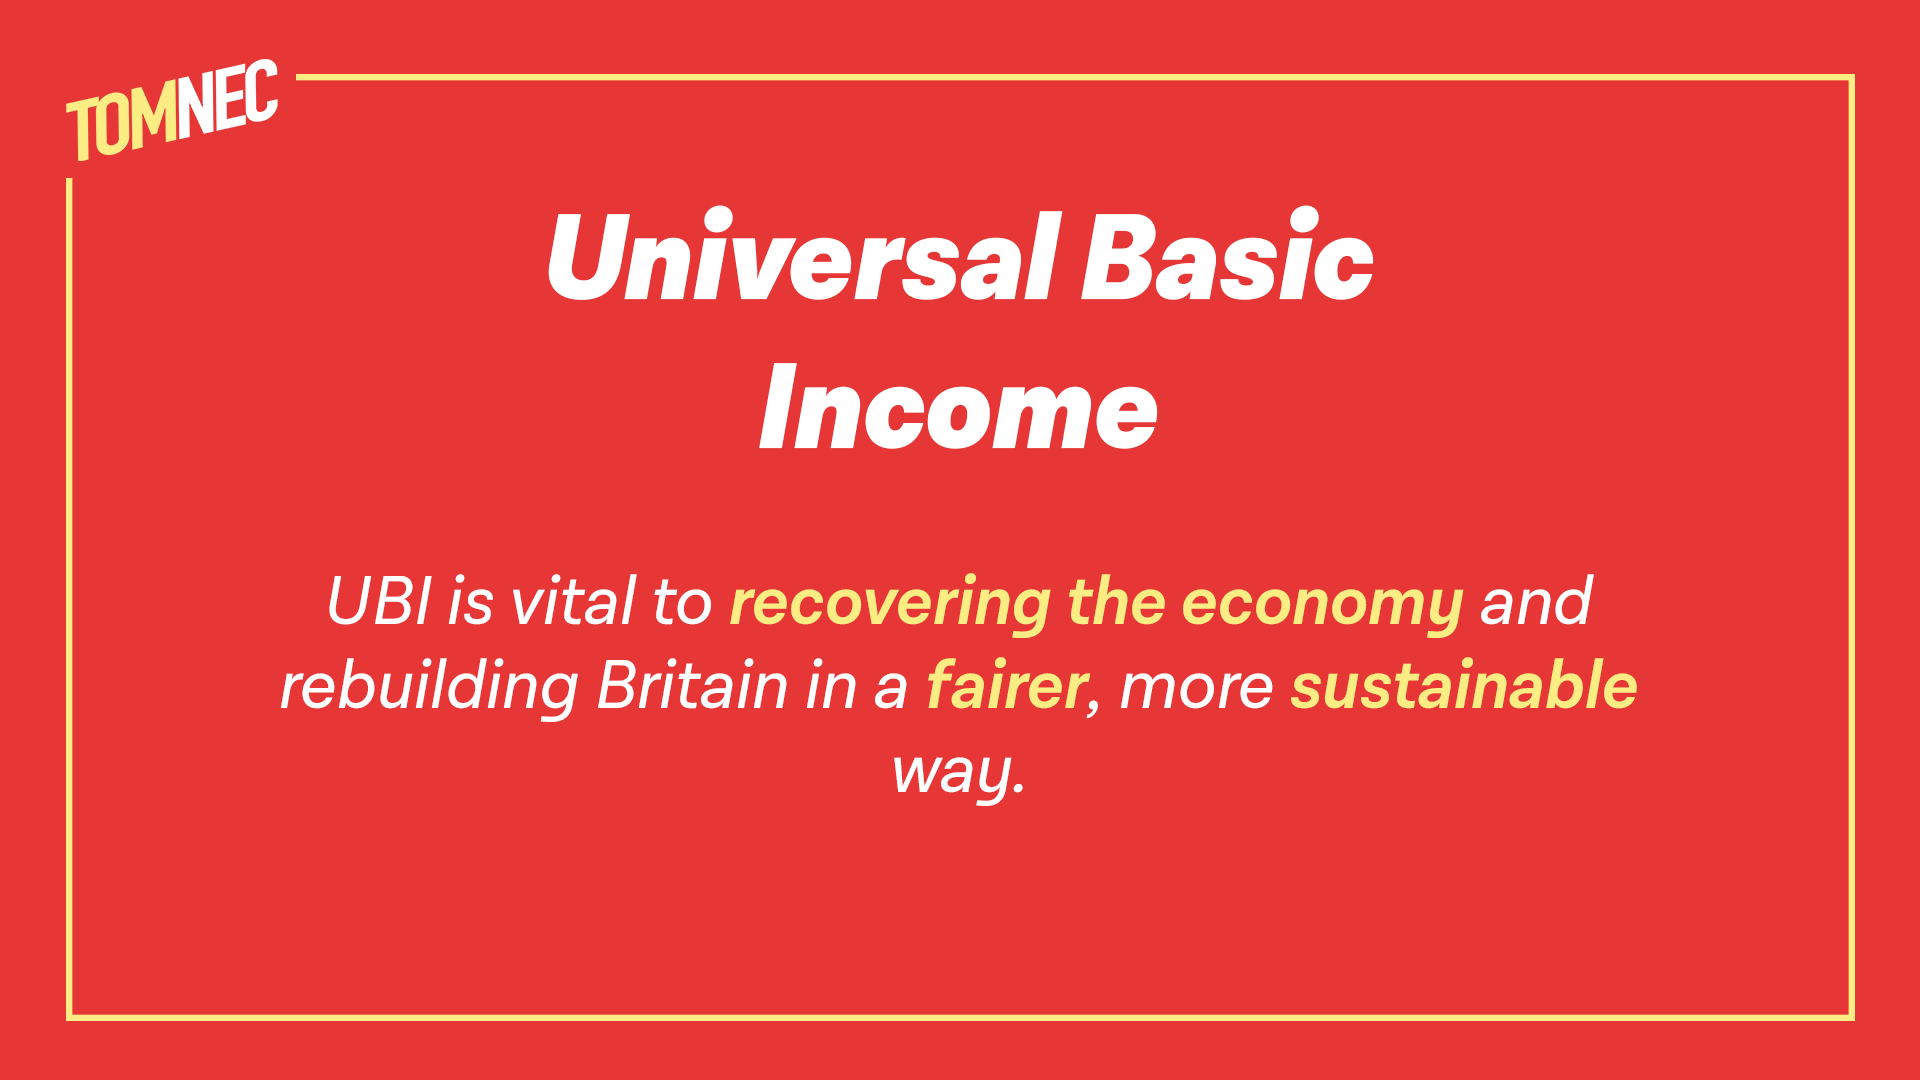 TOMNEC
Universal Basic
Income
UBI is vital to recovering the economy and
rebuilding Britain in a fairer, more sustainable
way.